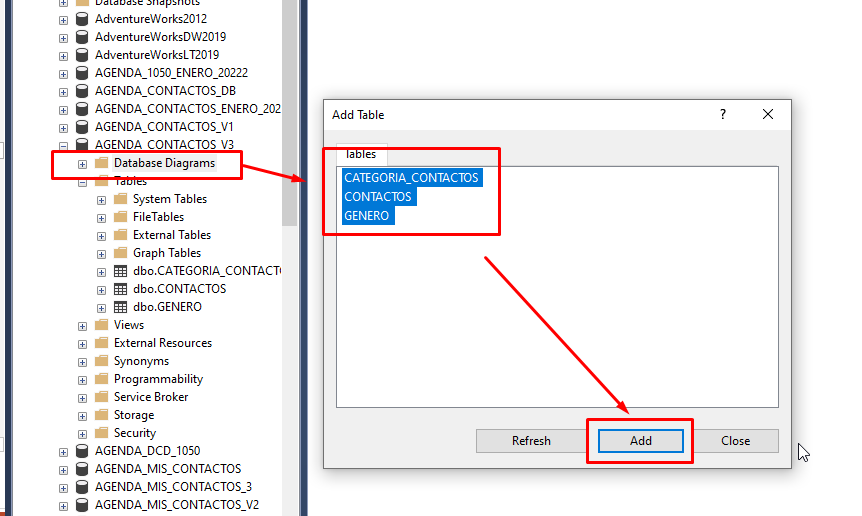 Database Snapshots
AdventureWorks2012
AdventureWorksDW2019
AdventureWorksLT2019
AGENDA_1050_ENERO_20222
AGENDA_CONTACTOS_DB
AGENDA_CONTACTOS_ENERO_202
AGENDA_CONTACTOS_V1
AGENDA_CONTACTOS_V3
Database Diagrams
Tables
System Tables
FileTables
External Tables
Graph Tables
dbo.CATEGORIA_CONTACTO
dbo.CONTACTOS
dbo.GENERO
Views
External Resources
Synonyms
Programmability
Service Broker
Storage
Security
AGENDA_DCD_1050
AGENDA_MIS_CONTACTOS
AGENDA_MIS_CONTACTOS_3
AGENDA_MIS_CONTACTOS_V2
Add Table
?
Tables
CATEGORIA_CONTACTOS
CONTACTOS
GENERO
Refresh
Add
Close